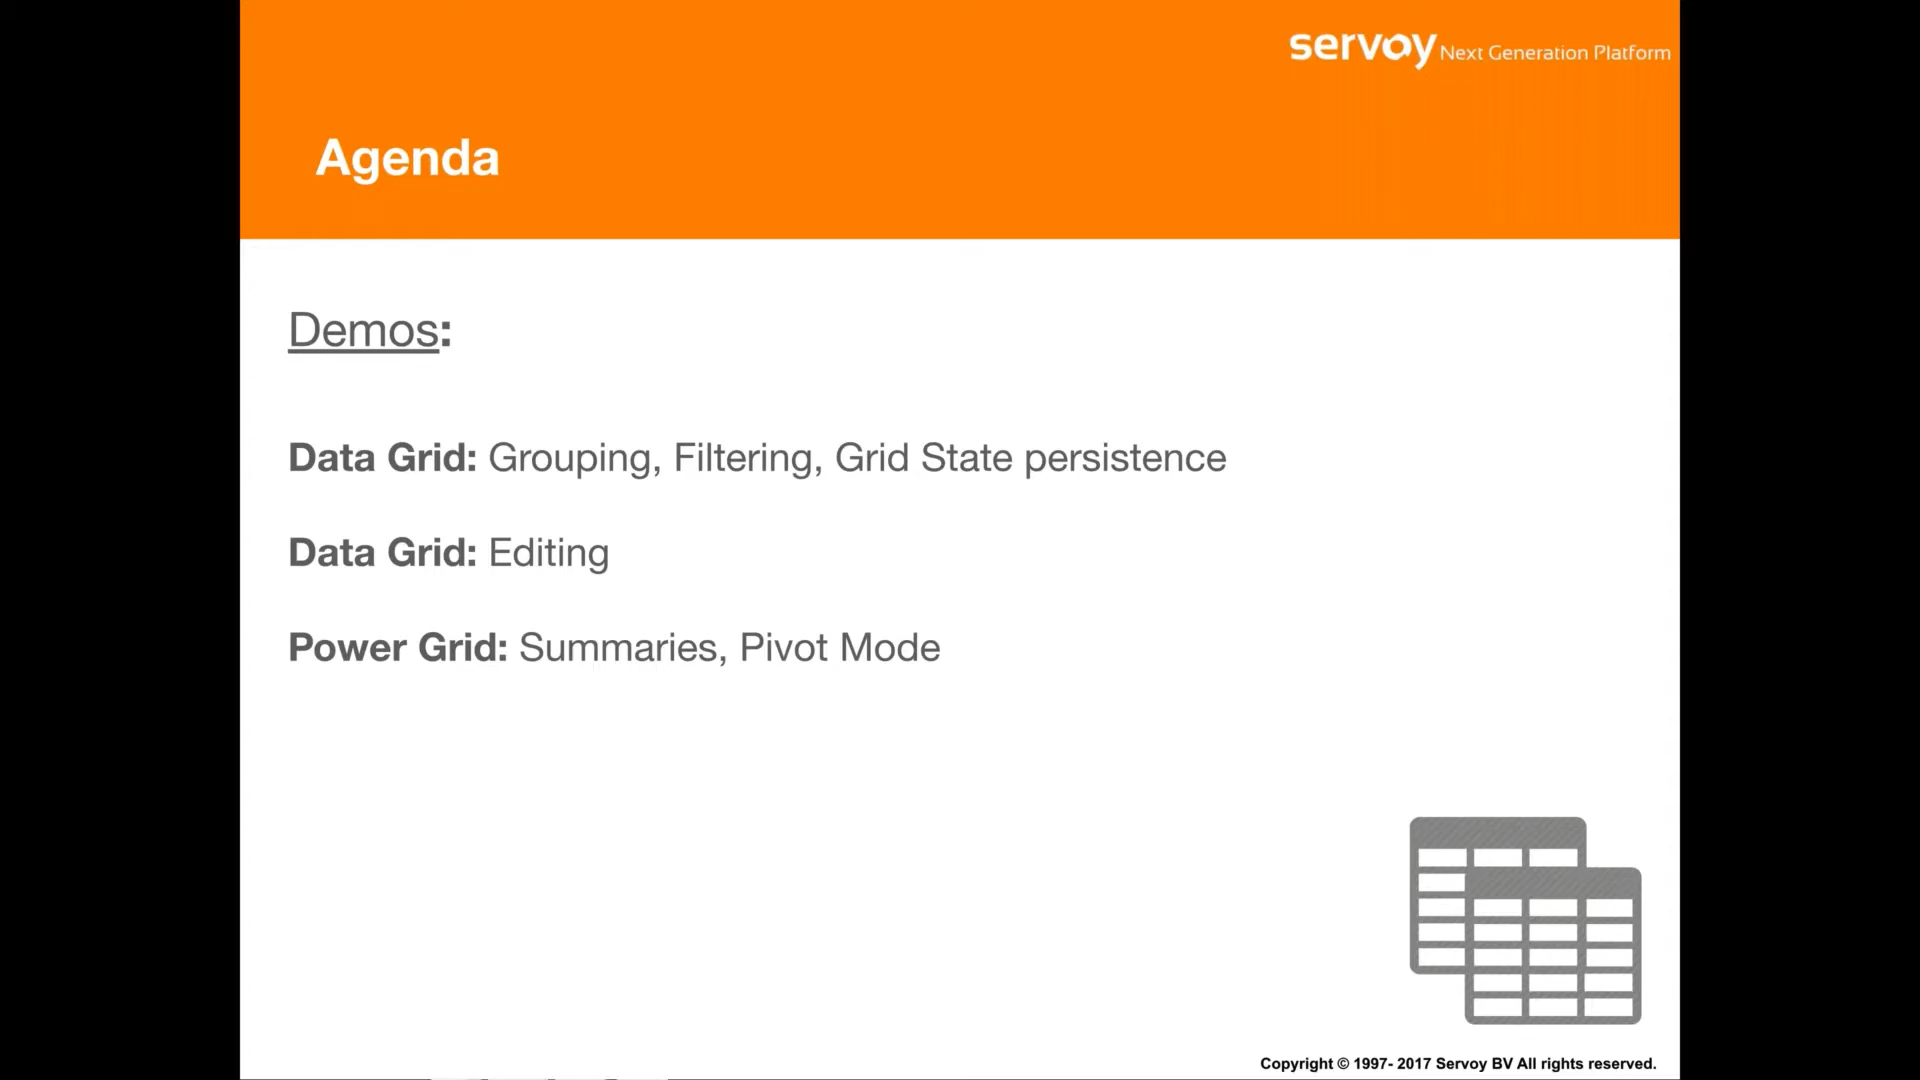 servoy Next Generation Platform
Agenda
Demos:
Data Grid: Grouping, Filtering, Grid State persistence
Data Grid: Editing
Power Grid: Summaries, Pivot Mode
Copyright © 1997- 2017 Servoy BV All rights reserved.